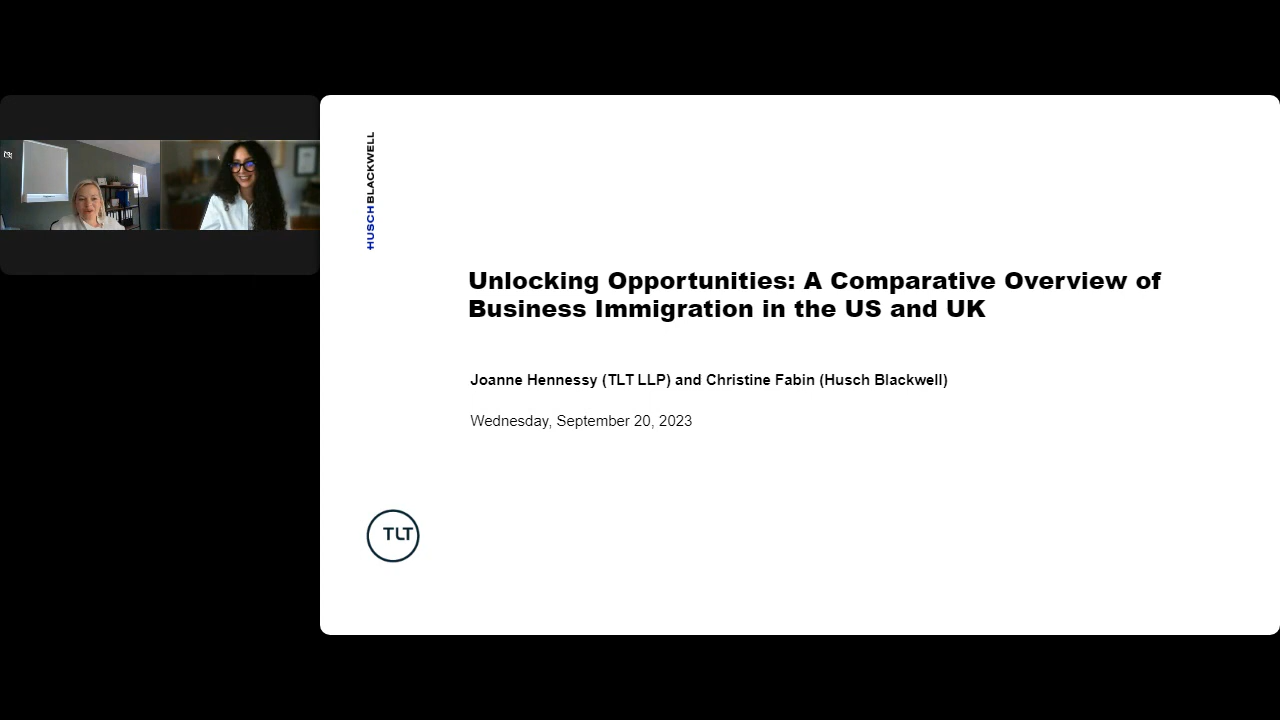 HUSCHBLACKWELL
Unlocking Opportunities: A Comparative Overview of
Business Immigration in the US and UK
Joanne Hennessy (TLT LLP) and Christine Fabin (Husch Blackwell)
Wednesday, September 20, 2023
TLT